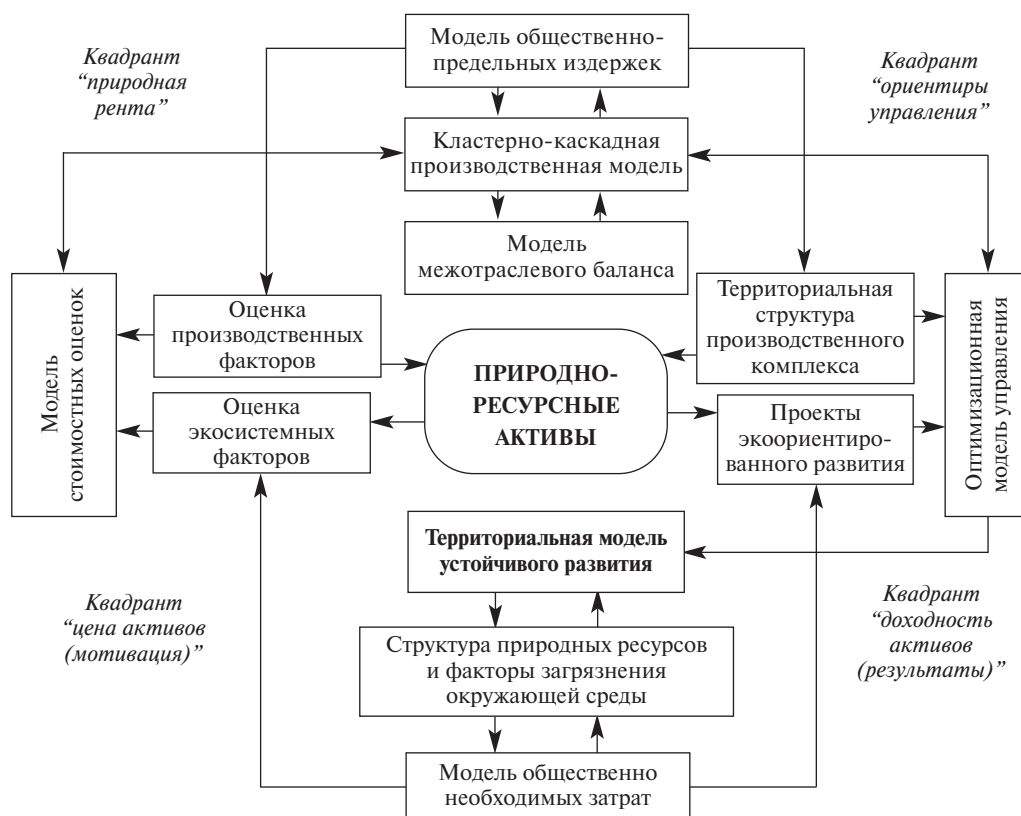 Квадрант
“природная
рента”
Модель общественно-
предельных издержек
Квадрант
“ориентиры
управления”
Кластерно-каскадная
производственная модель
Модель
межотраслевого баланса
Модель
стоимостных оценок
Оценка
производственных
факторов
Территориальная
структура
производственного
комплекса
Оптимизационная
модель управления
ПРИРОДНО-
РЕСУРСНЫЕ
АКТИВЫ
Оценка
экосистемных
факторов
Проекты
экоориентиро-
ванного развития
Территориальная модель
устойчивого развития
Квадрант
“цена активов
(мотивация)”
Структура природных ресурсов
и факторы загрязнения
окружающей среды
Квадрант
“доходность
активов
(результаты)”
Модель общественно
необходимых затрат